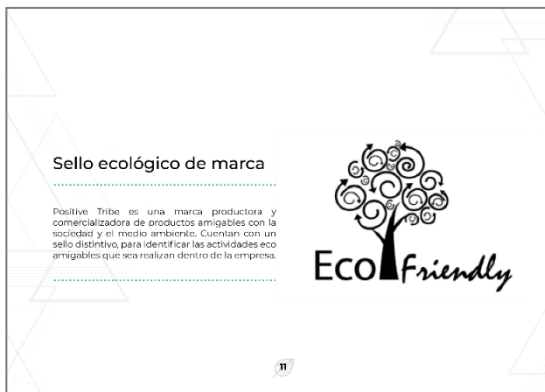 Sello ecológico de marca
Positive Tribe es una marca productora y
comercializadora de productos amigables con la
sociedad y el medio ambiente. Cuentan con un
sello distintivo, para identificar las actividades eco
amigables que sea realizan dentro de la empresa.
Eco Friendly
11